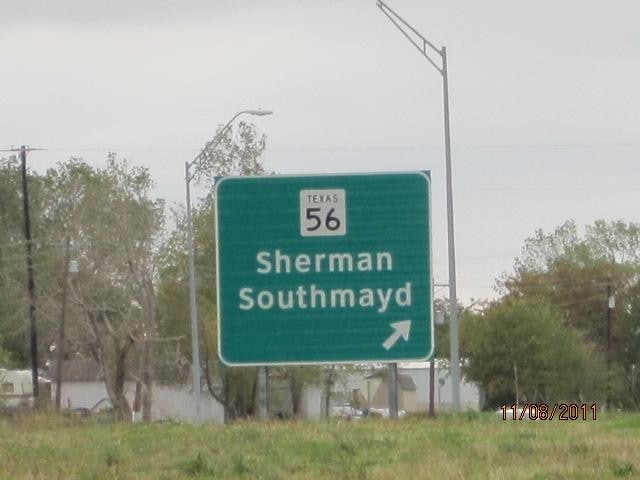 TEXAS
56
Sherman
Southmayd
11/08/2011